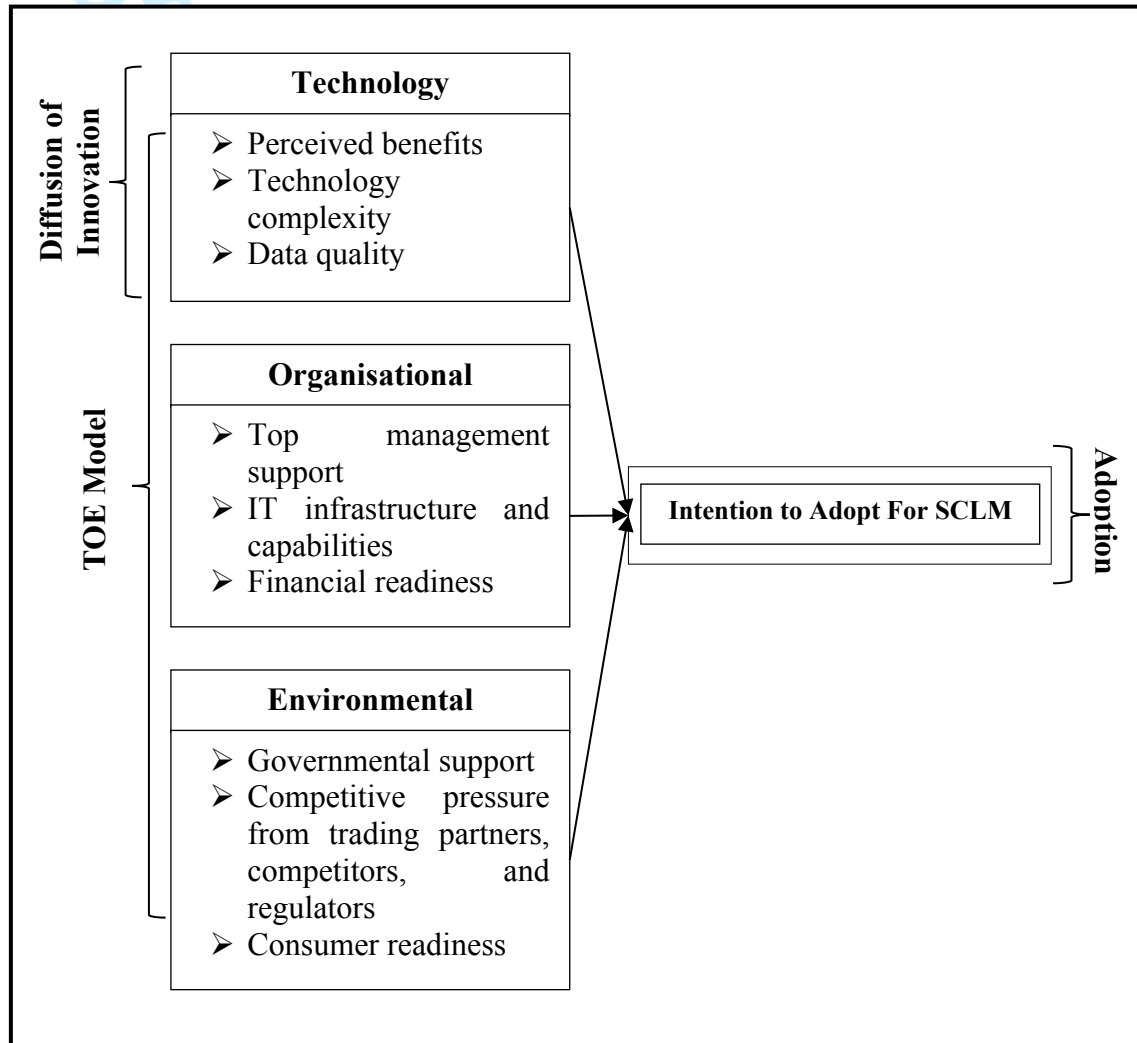 Diffusion of
Innovation
TOE Model
Technology
➢ Perceived benefits
➢ Technology
complexity
➢ Data quality
Organisational
➢ Top management
support
➢ IT infrastructure and
capabilities
➢ Financial readiness
Environmental
➢ Governmental support
➢ Competitive pressure
from trading partners,
competitors, and
regulators
➢ Consumer readiness
Intention to Adopt For SCLM
Adoption